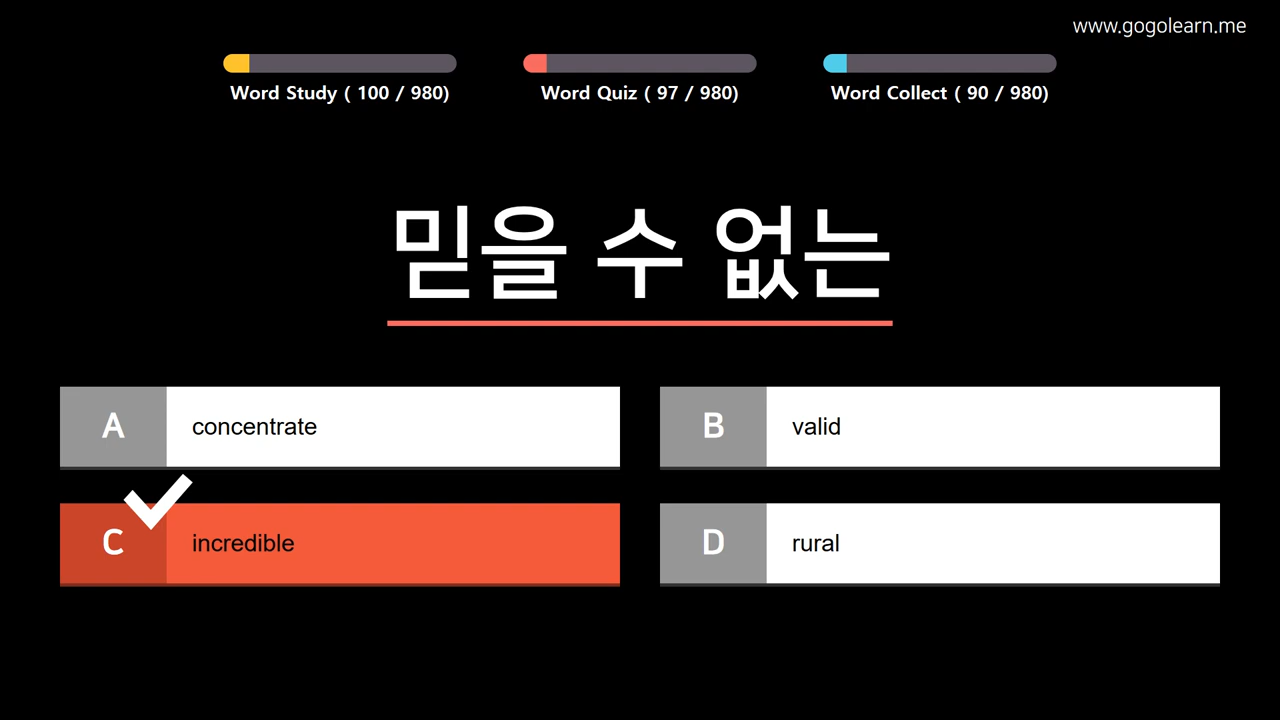 www.gogolearn.me
Word Study ( 100 / 980)
Word Quiz ( 97 / 980)
Word Collect ( 90 / 980)
믿을 수 없는
A concentrate
B valid
C incredible
D rural